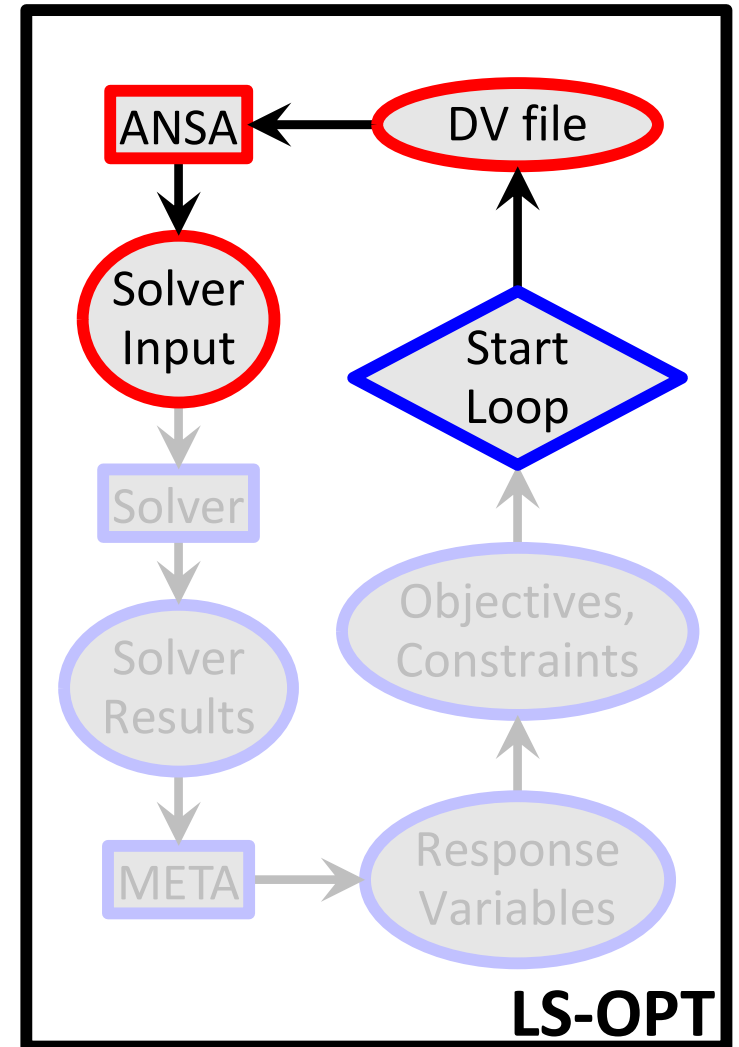 ANSA
DV file
Solver
Input
Start
Loop
Solver
Objectives,
Constraints
Solver
Results
META
Response
Variables
LS-OPT